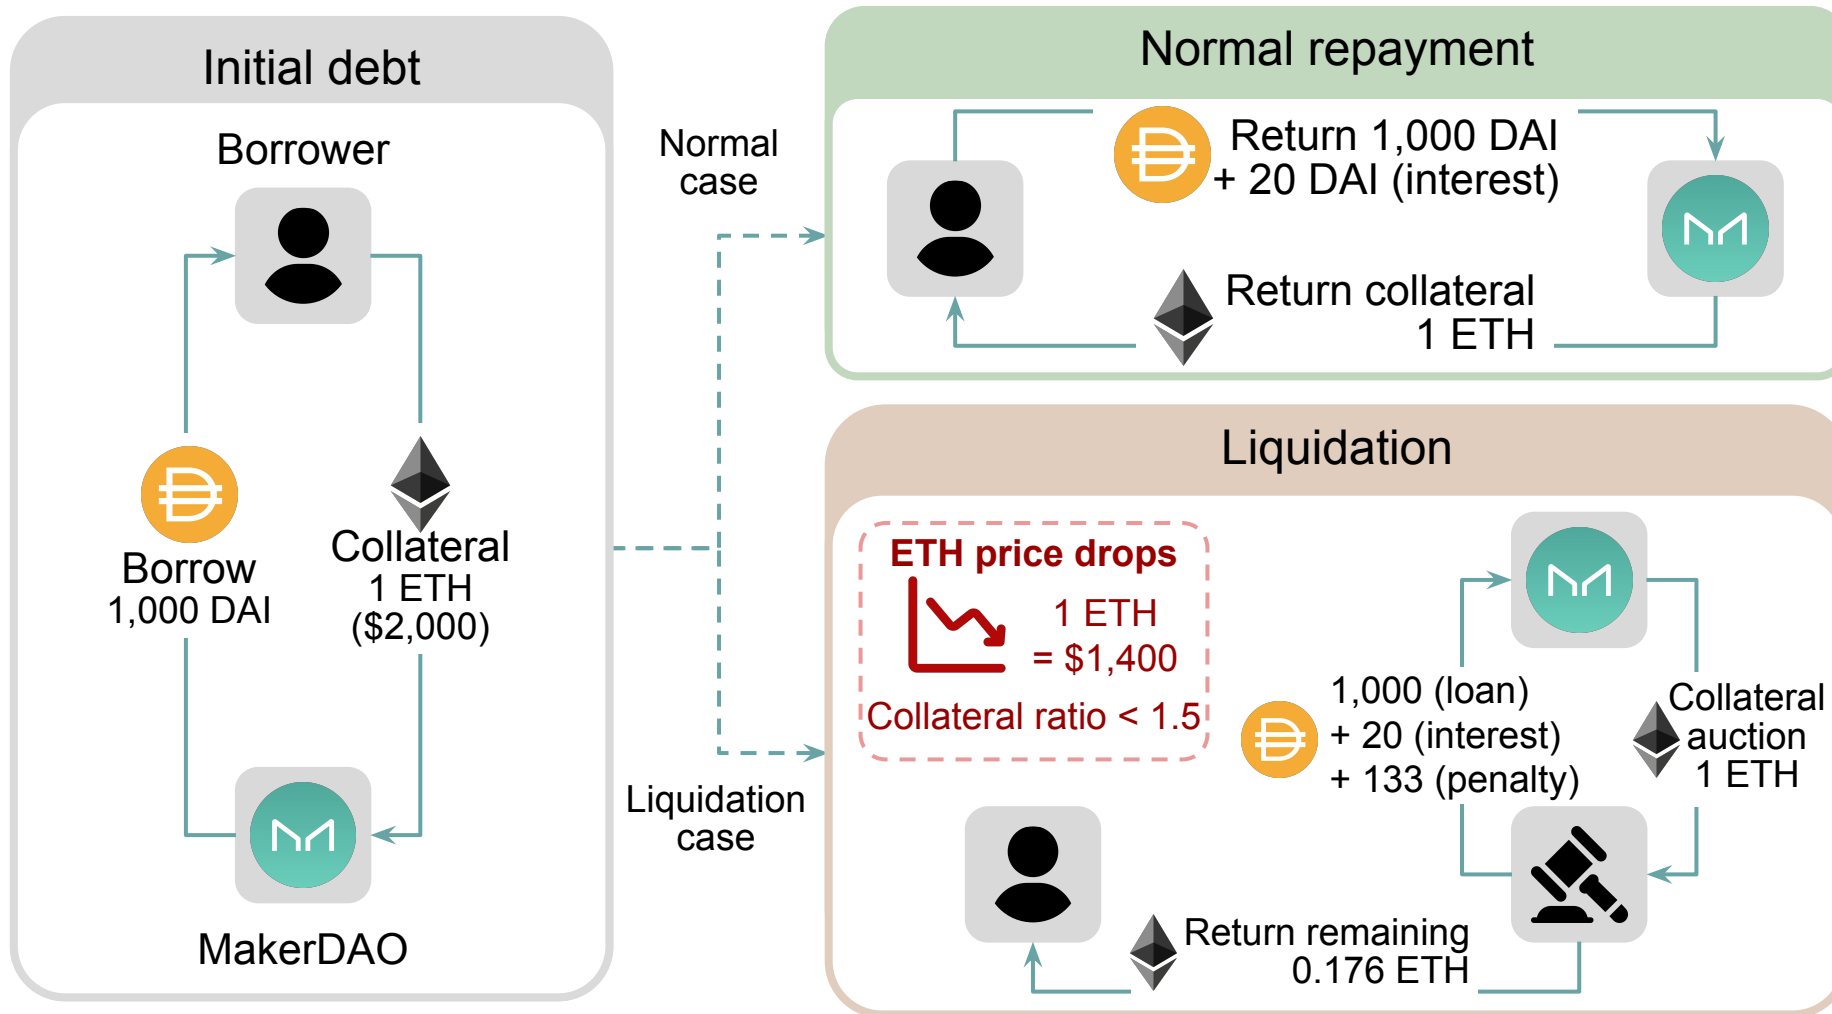 Initial debt
Borrower
Borrow
1,000 DAI
Collateral
1 ETH
($2,000)
MakerDAO
Normal
case
Liquidation
case
Normal repayment
Return 1,000 DAI
+ 20 DAI (interest)
Return collateral
1 ETH
Liquidation
ETH price drops
1 ETH
= $1,400
Collateral ratio < 1.5
1,000 (loan)
+ 20 (interest)
+ 133 (penalty)
Collateral
auction
1 ETH
Return remaining
0.176 ETH